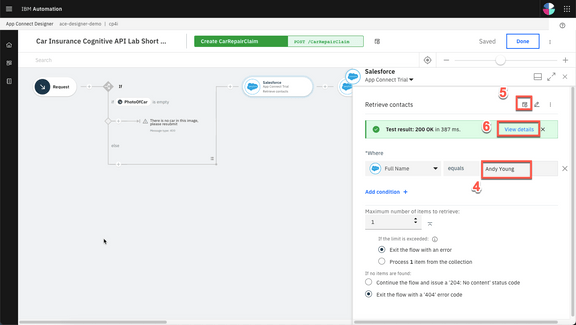 IBM Automation
App Connect Designer
ace-designer-demo
cp4i
Car Insurance Cognitive API Lab Short ...
Create CarRepairClaim
POST /CarRepairClaim
Saved
Done
Search
Request
If
if PhotoOfCar is empty
There is no car in this image,
please resubmit
else
Salesforce
App Connect Trial
Retrieve contacts
Salesforce
App Connect Trial
Retrieve contacts
5
Test result: 200 OK in 387 ms.
6
View details
*Where
Full Name
equals
Andy Young
4
Add condition +
Maximum number of items to retrieve:
1
If the limit is exceeded:
Exit the flow with an error
Process 1 item from the collection
If no items are found:
Continue the flow and issue a '204: No content' status code
Exit the flow with a '404' error code